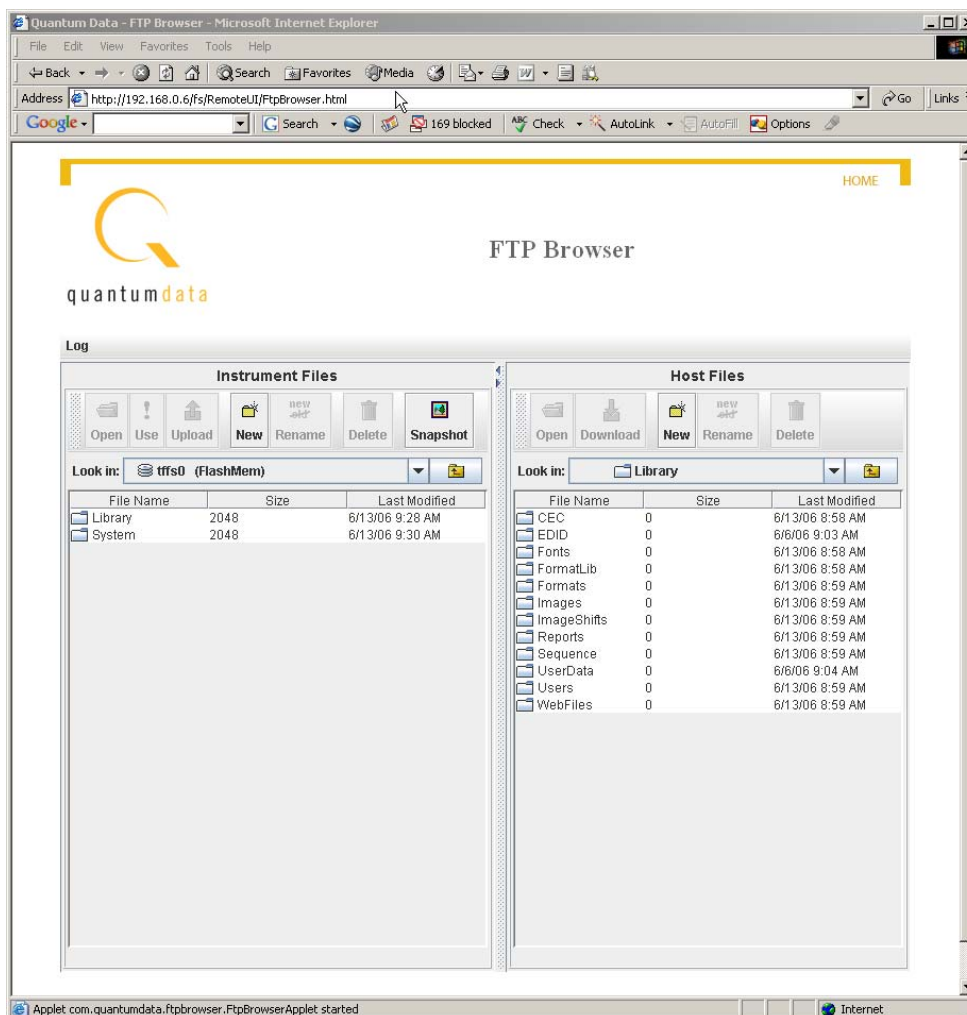 Quantum Data - FTP Browser - Microsoft Internet Explorer
File Edit View Favorites Tools Help
Back Search Favorites Media
Address http://192.168.0.6/fs/RemoteUI/FtpBrowser.html Go Links
Google Search 169 blocked ABC Check AutoLink AutoFill Options
HOME
FTP Browser
quantumdata
Log
Instrument Files
Open Use Upload New new old Rename Delete Snapshot
Look in: tffs0 (FlashMem)
File Name Size Last Modified
Library 2048 6/13/06 9:28 AM
System 2048 6/13/06 9:30 AM
Host Files
Open Download New new old Rename Delete
Look in: Library
File Name Size Last Modified
CEC 0 6/13/06 8:58 AM
EDID 0 6/6/06 9:03 AM
Fonts 0 6/13/06 8:58 AM
FormatLib 0 6/13/06 8:58 AM
Formats 0 6/13/06 8:59 AM
Images 0 6/13/06 8:59 AM
ImageShifts 0 6/13/06 8:59 AM
Reports 0 6/13/06 8:59 AM
Sequence 0 6/13/06 8:59 AM
UserData 0 6/6/06 9:04 AM
Users 0 6/13/06 8:59 AM
WebFiles 0 6/13/06 8:59 AM
Applet com.quantumdata.ftpbrowser.FtpBrowserApplet started Internet